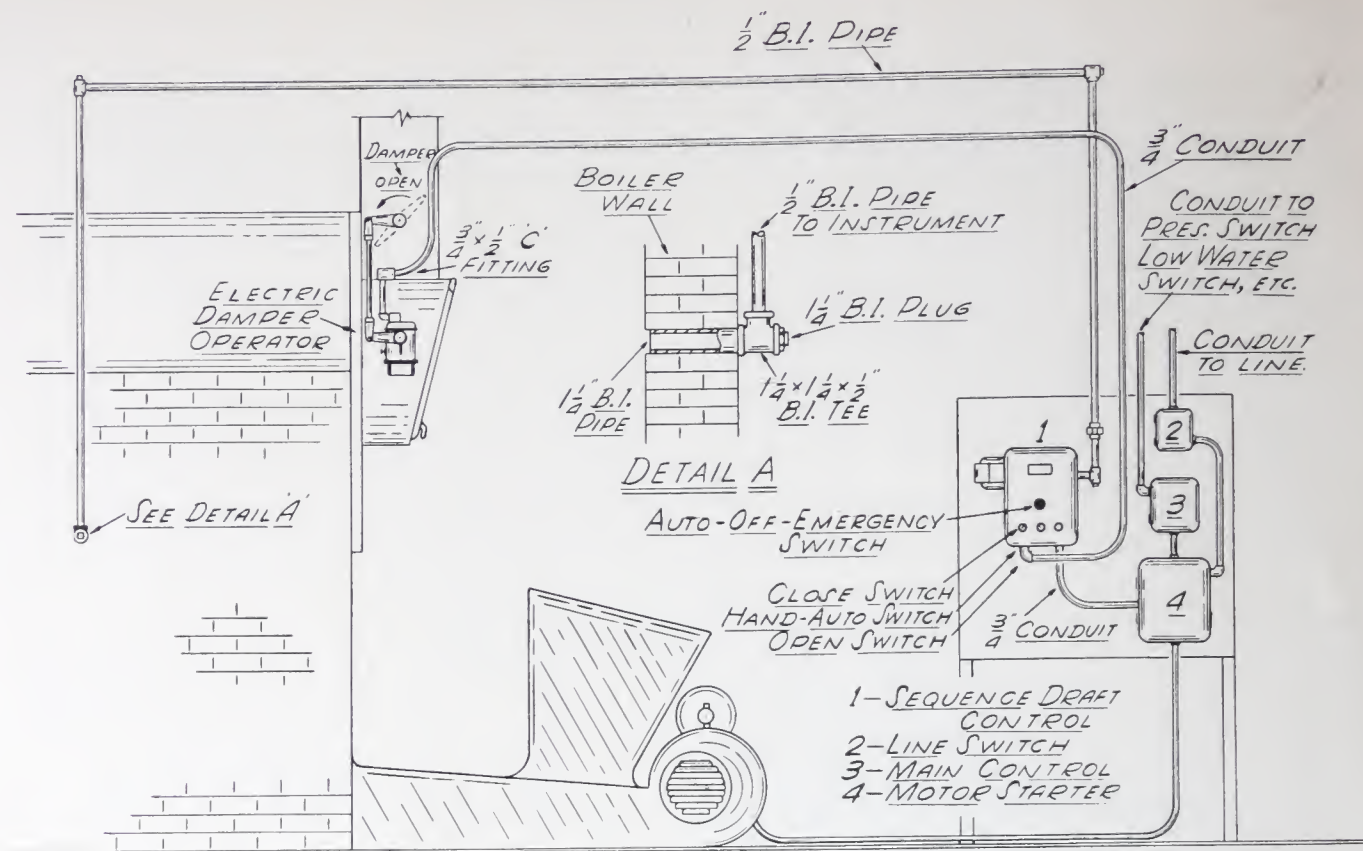 1/2" B.I. PIPE
DAMPER
OPEN
3/4" x 1/2" 'C'
FITTING
ELECTRIC
DAMPER
OPERATOR
BOILER
WALL
1/2" B.I. PIPE
TO INSTRUMENT
1 1/4" B.I. PLUG
1 1/4 x 1 1/4 x 1/2"
B.I. TEE
1 1/4" B.I.
PIPE
DETAIL A
3/4" CONDUIT
CONDUIT TO
PRES. SWITCH
LOW WATER
SWITCH, ETC.
CONDUIT
TO LINE.
SEE DETAIL 'A'
1
2
3
4
AUTO-OFF-EMERGENCY
SWITCH
CLOSE SWITCH
HAND-AUTO SWITCH
OPEN SWITCH
3/4" CONDUIT
1-SEQUENCE DRAFT
CONTROL
2-LINE SWITCH
3-MAIN CONTROL
4-MOTOR STARTER